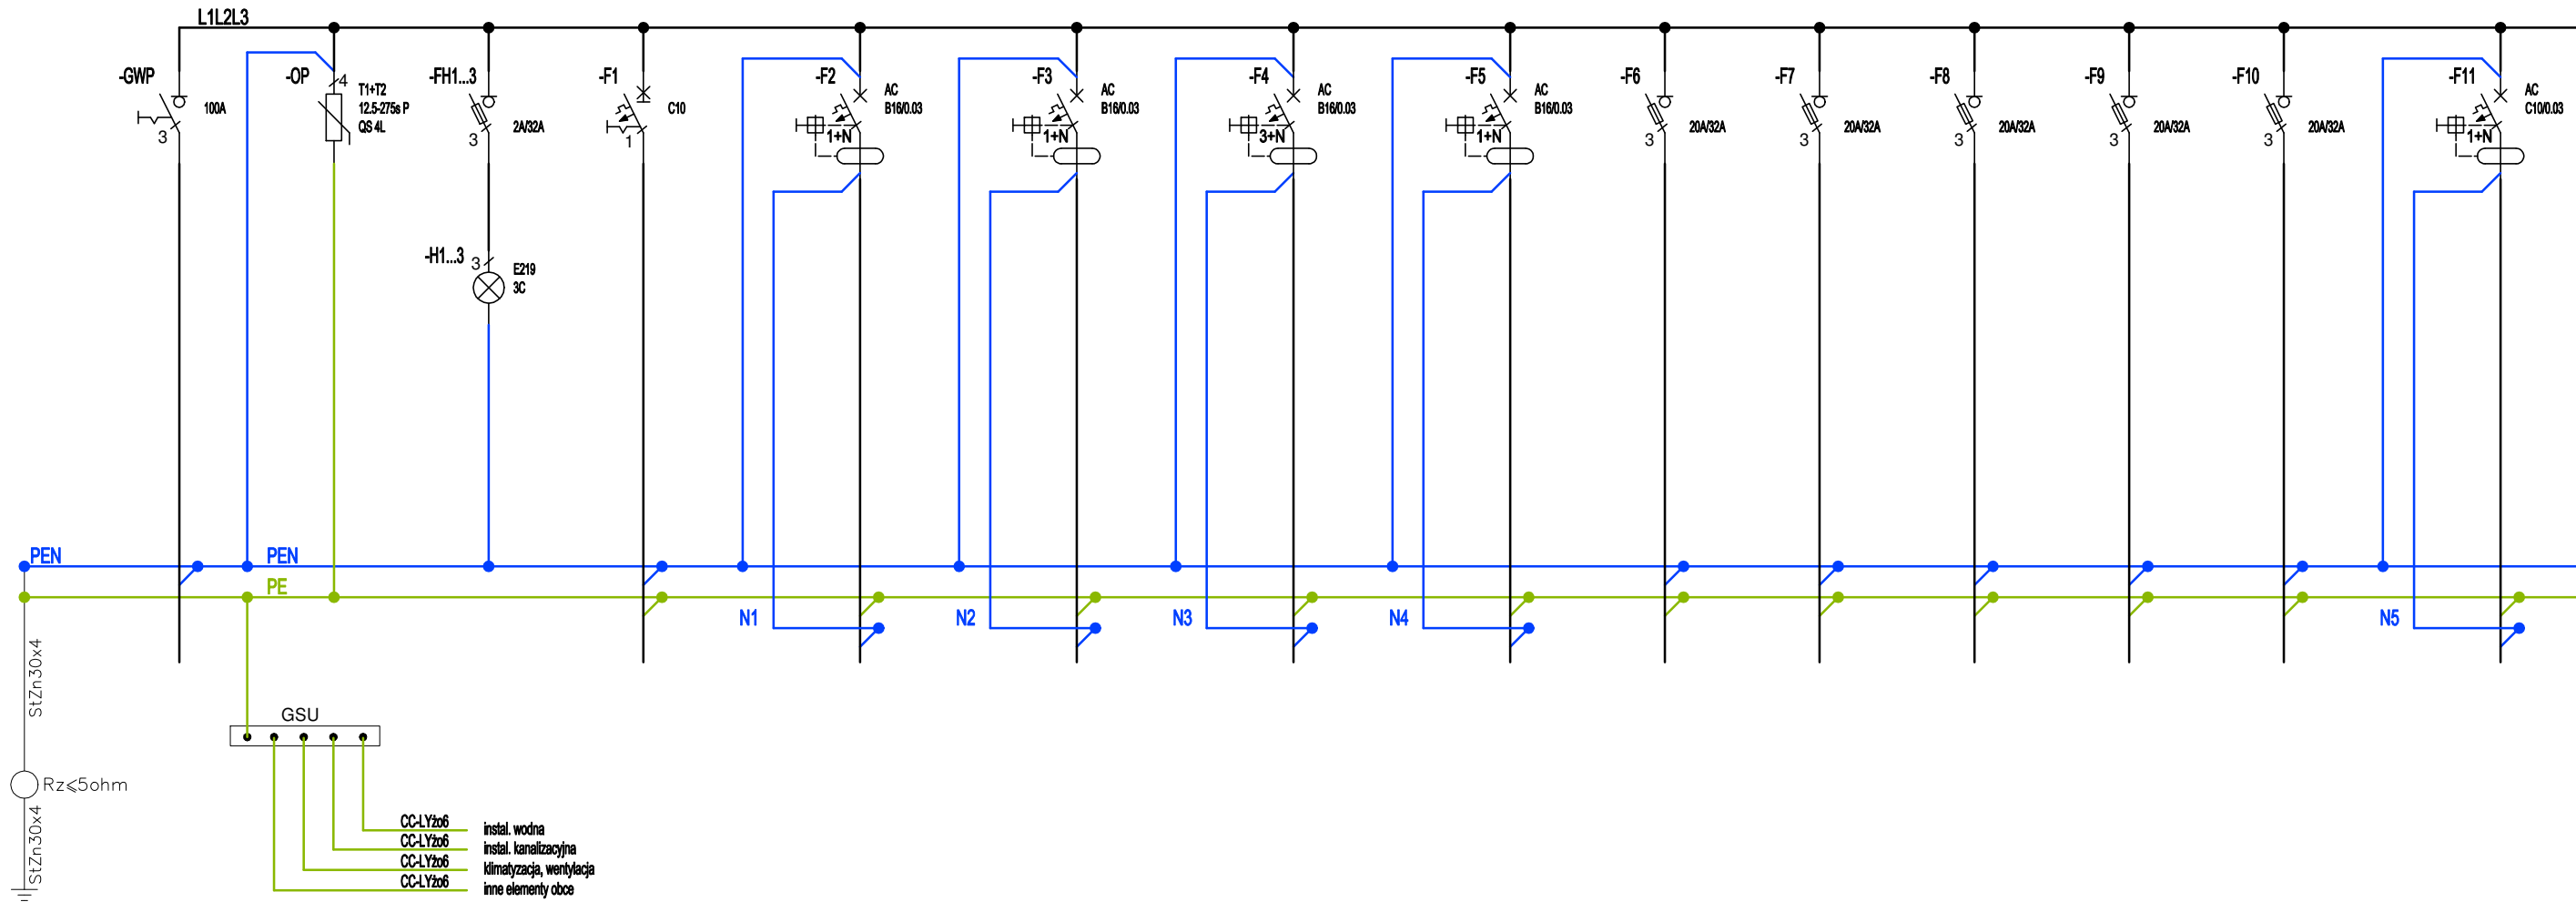 L1L2L3
-GWP
100A
3
-OP
4
T1+T2
12.5-275s P
QS 4L
-FH1...3
2A/32A
3
-H1...3
3
E219
3C
-F1
C10
1
-F2
AC
B16/0.03
1+N
-F3
AC
B16/0.03
1+N
-F4
AC
B16/0.03
3+N
-F5
AC
B16/0.03
1+N
-F6
20A/32A
3
-F7
20A/32A
3
-F8
20A/32A
3
-F9
20A/32A
3
-F10
20A/32A
3
-F11
AC
C10/0.03
1+N
PEN
PEN
PE
N1
N2
N3
N4
N5
StZn30x4
GSU
Rz⩽5ohm
StZn30x4
CC-LYżo6 instal. wodna
CC-LYżo6 instal. kanalizacyjna
CC-LYżo6 klimatyzacja, wentylacja
CC-LYżo6 inne elementy obce